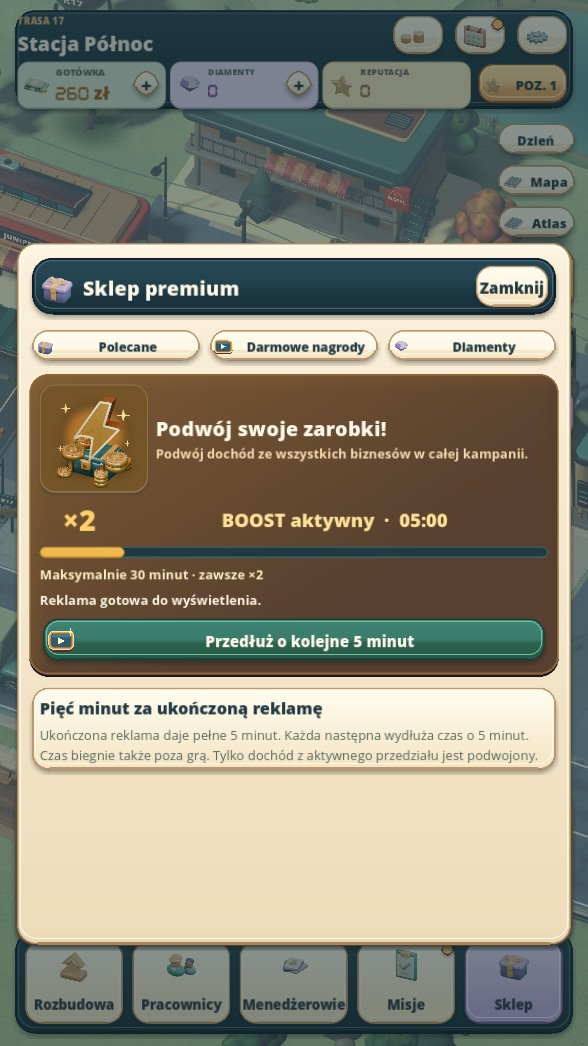 TRASA 17
Stacja Północ
GOTÓWKA
260 zł
+
DIAMENTY
0
+
REPUTACJA
0
POZ. 1
Dzień
Mapa
Atlas
MOTEL
Sklep premium
Zamknij
Polecane
Darmowe nagrody
Diamenty
Podwój swoje zarobki!
Podwój dochód ze wszystkich biznesów w całej kampanii.
×2
BOOST aktywny · 05:00
Maksymalnie 30 minut · zawsze ×2
Reklama gotowa do wyświetlenia.
Przedłuż o kolejne 5 minut
Pięć minut za ukończoną reklamę
Ukończona reklama daje pełne 5 minut. Każda następna wydłuża czas o 5 minut.
Czas biegnie także poza grą. Tylko dochód z aktywnego przedziału jest podwojony.
Rozbudowa
Pracownicy
Menedżerowie
Misje
Sklep